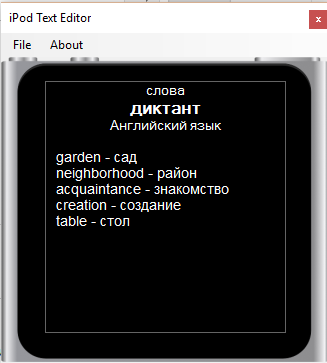 iPod Text Editor
x
File About
слова
диктант
Английский язык
garden - сад
neighborhood - район
acquaintance - знакомство
creation - создание
table - стол